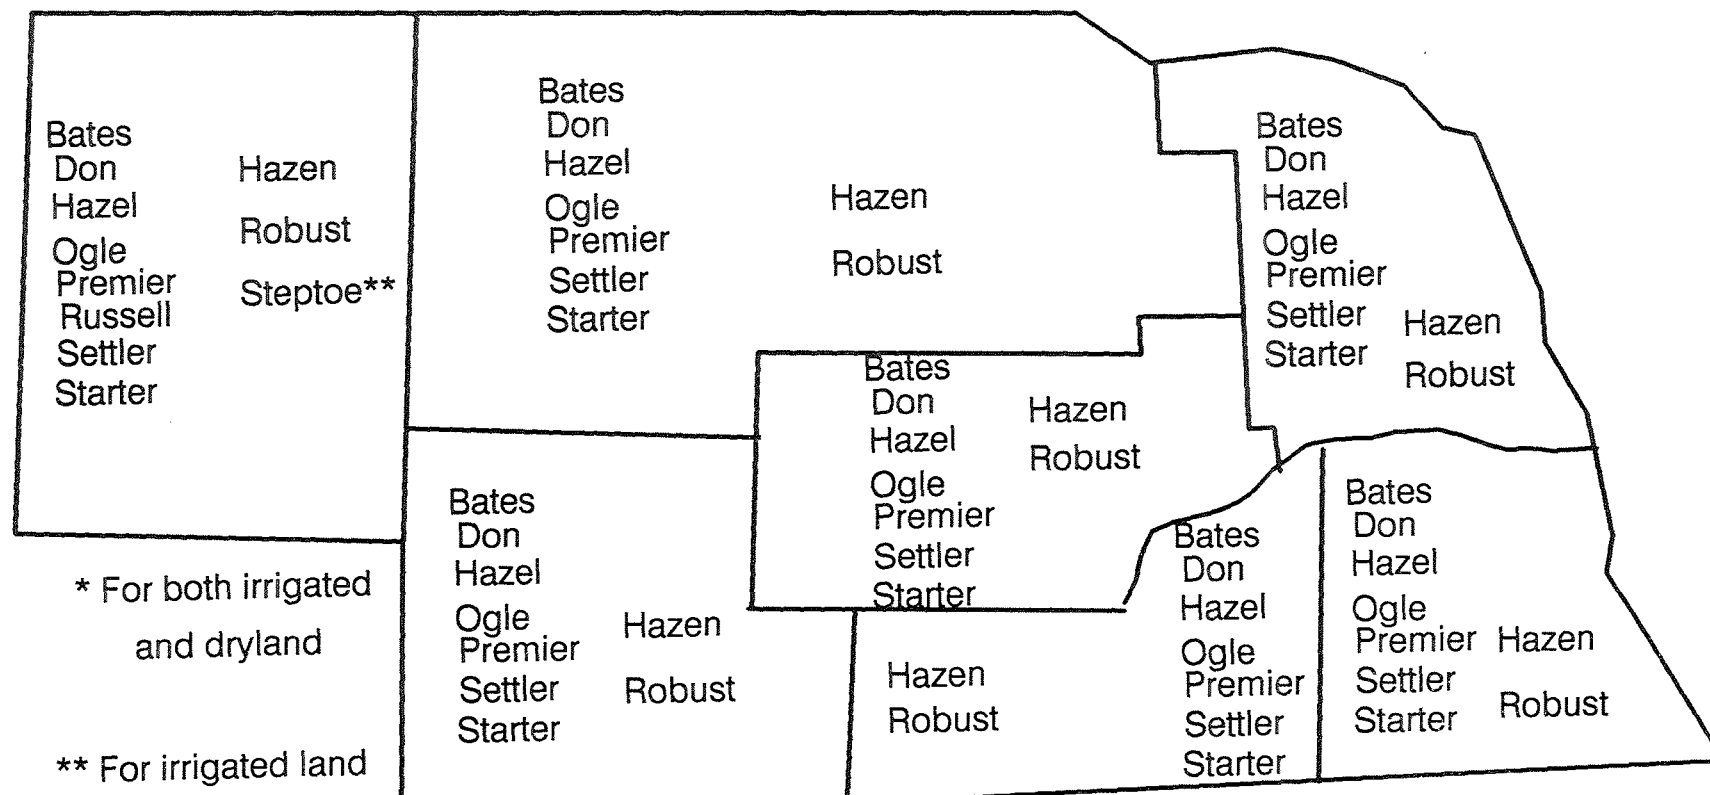 Bates
Don
Hazel
Ogle
Premier
Russell
Settler
Starter
Hazen
Robust
Steptoe**
Bates
Don
Hazel
Ogle
Premier
Settler
Starter
Hazen
Robust
Bates
Don
Hazel
Ogle
Premier
Settler
Starter
Hazen
Robust
Bates
Don
Hazel
Ogle
Premier
Settler
Starter
Hazen
Robust
Bates
Don
Hazel
Ogle
Premier
Settler
Starter
Hazen
Robust
Hazen
Robust
Bates
Don
Hazel
Ogle
Premier
Settler
Starter
Bates
Don
Hazel
Ogle
Premier
Settler
Starter
Hazen
Robust
* For both irrigated
and dryland
** For irrigated land